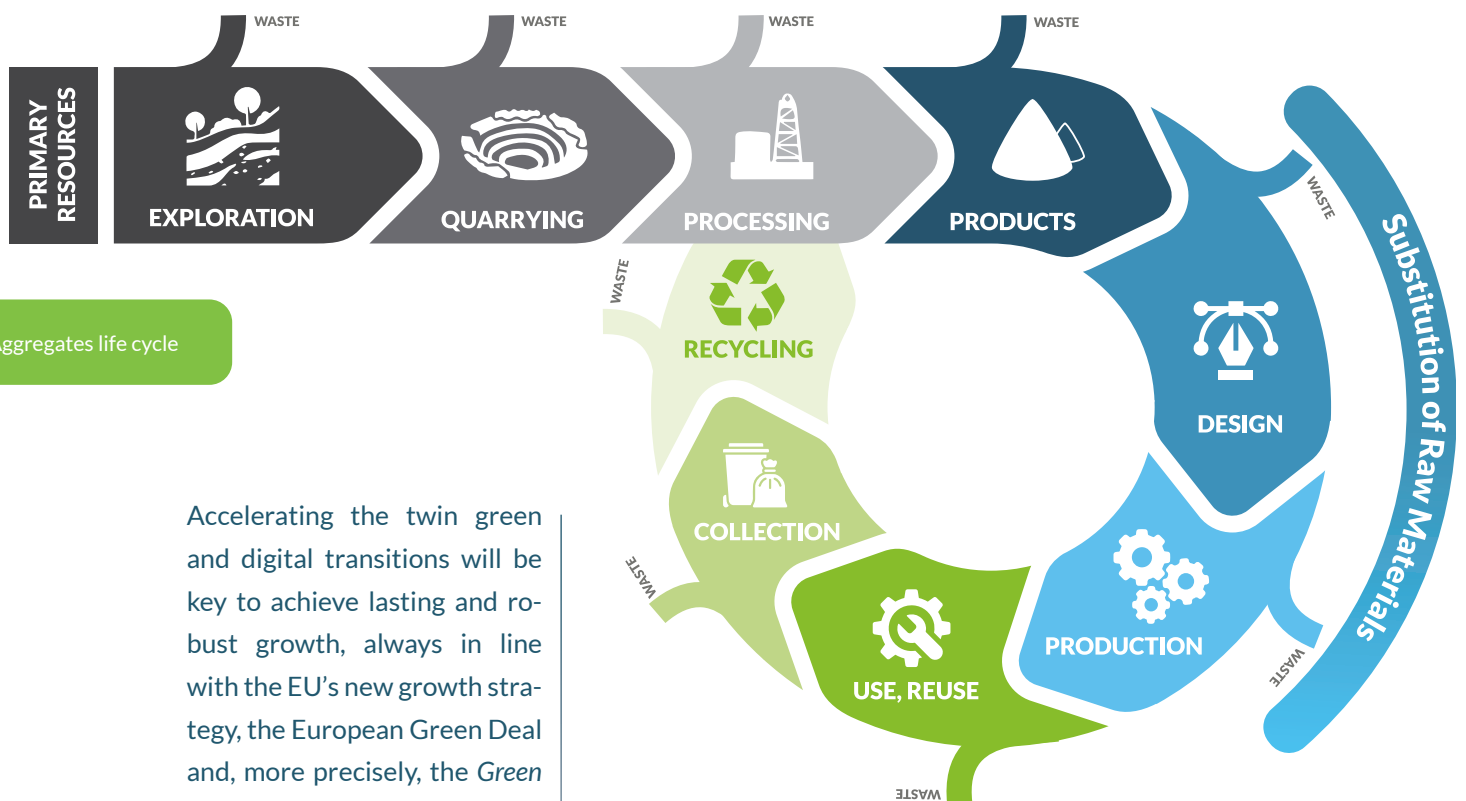 WASTE
WASTE
WASTE
WASTE
PRIMARY
RESOURCES
EXPLORATION
QUARRYING
PROCESSING
PRODUCTS
WASTE
WASTE
RECYCLING
Aggregates life cycle
DESIGN
Substitution of Raw Materials
COLLECTION
WASTE
PRODUCTION
WASTE
USE, REUSE
WASTE
Accelerating the twin green
and digital transitions will be
key to achieve lasting and ro-
bust growth, always in line
with the EU’s new growth stra-
tegy, the European Green Deal
and, more precisely, the Green